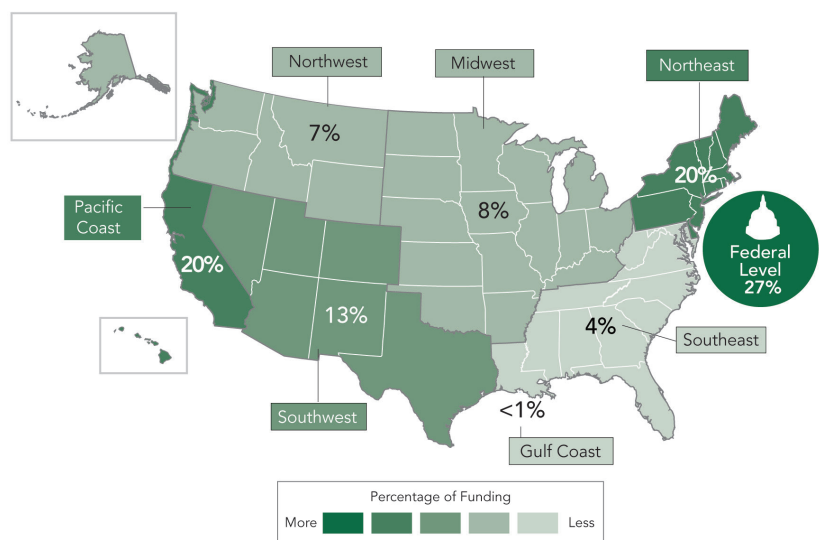 Northwest
Midwest
Northeast
7%
20%
Pacific
Coast
8%
Federal
Level
27%
20%
13%
4%
Southeast
Southwest
<1%
Gulf Coast
Percentage of Funding
More
Less